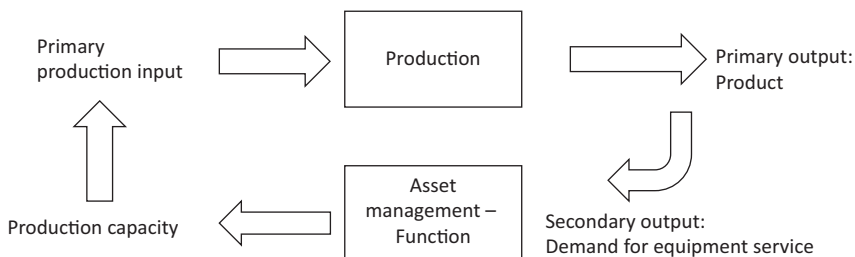 Primary
production input
Production
Primary output:
Product
Production capacity
Asset
management –
Function
Secondary output:
Demand for equipment service